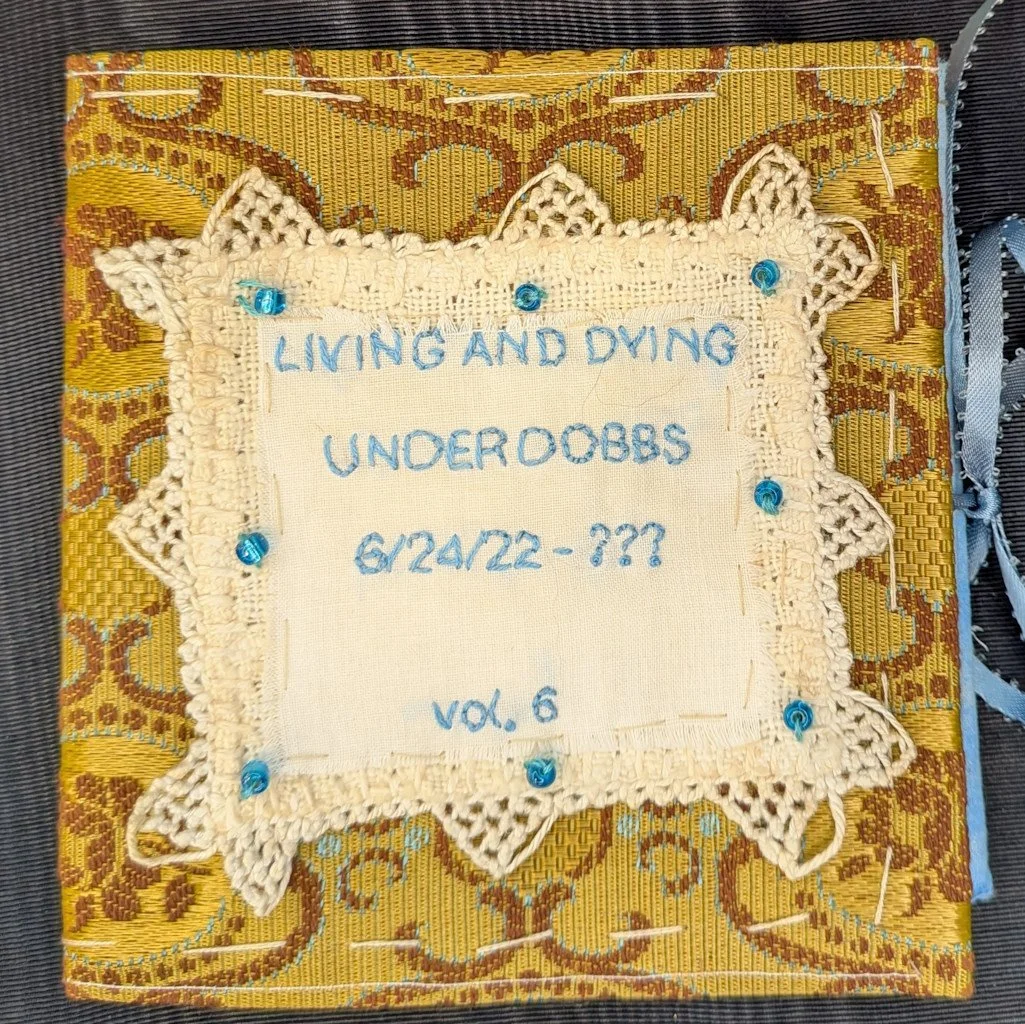 LIVING AND DYING
UNDER DOBBS
6/24/22 - ???
vol. 6